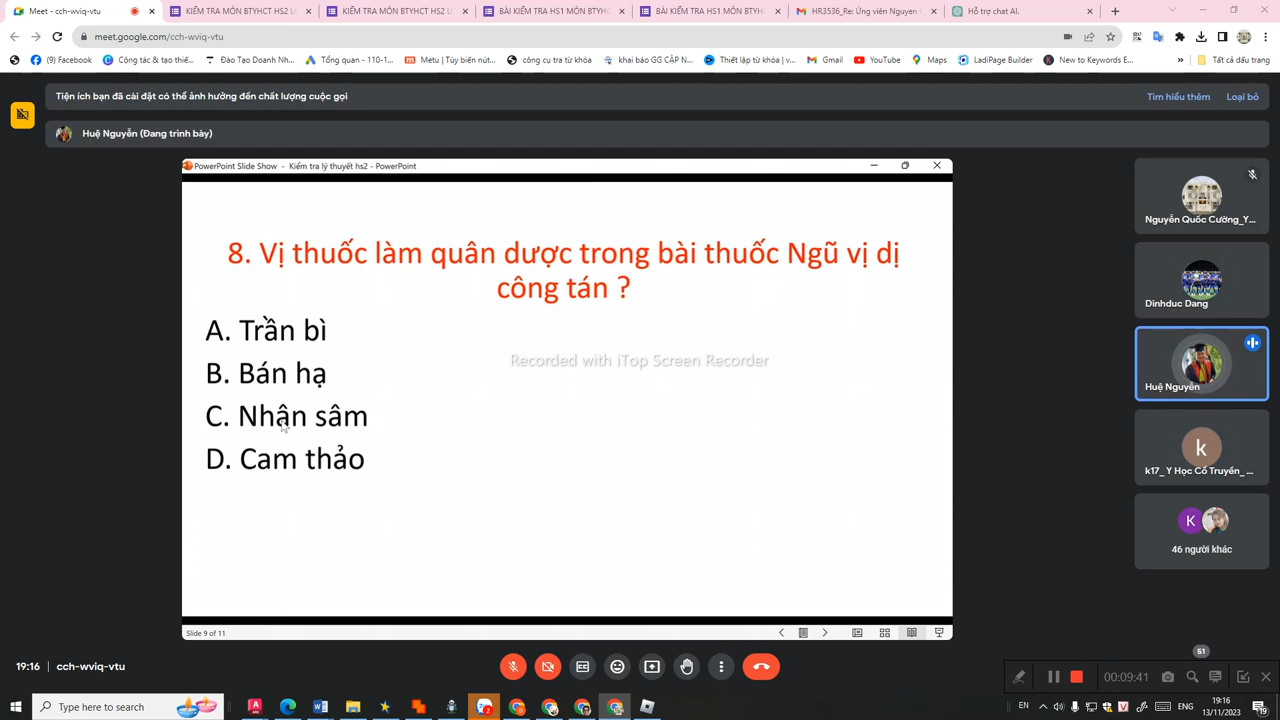 Meet - cch-wviq-vtu
KIỂM TRA MÔN BTYHCT HS2 L
KIỂM TRA MÔN BTYHCT HS2 L
BÀI KIỂM TRA HS1 MÔN BTYHC
BÀI KIỂM TRA HS1 MÔN BTYHC
HR3536_Re: Ứng viên Nguyen
Hỗ trợ chat AI.
meet.google.com/cch-wviq-vtu
(9) Facebook
Công tác & tạo thiế...
Đào Tạo Doanh Nh...
Tổng quan - 110-1...
Metu | Tùy biến nút...
công cụ tra từ khóa
khai báo GG CẬP N...
Thiết lập từ khóa | v...
Gmail
YouTube
Maps
LadiPage Builder
New to Keywords E...
Tất cả dấu trang
Tiện ích bạn đã cài đặt có thể ảnh hưởng đến chất lượng cuộc gọi
Tìm hiểu thêm
Loại bỏ
Huệ Nguyễn (Đang trình bày)
PowerPoint Slide Show - Kiểm tra lý thuyết hs2 - PowerPoint
8. Vị thuốc làm quân dược trong bài thuốc Ngũ vị dị
công tán ?
A. Trần bì
B. Bán hạ
C. Nhân sâm
D. Cam thảo
Recorded with iTop Screen Recorder
Slide 9 of 11
Nguyễn Quốc Cường_Y...
Dinhduc Dang
Huệ Nguyễn
k
k17_ Y Học Cổ Truyền_ ...
K
46 người khác
51
19:16
cch-wviq-vtu
00:09:41
Type here to search
EN
ENG
19:16
13/11/2023
19